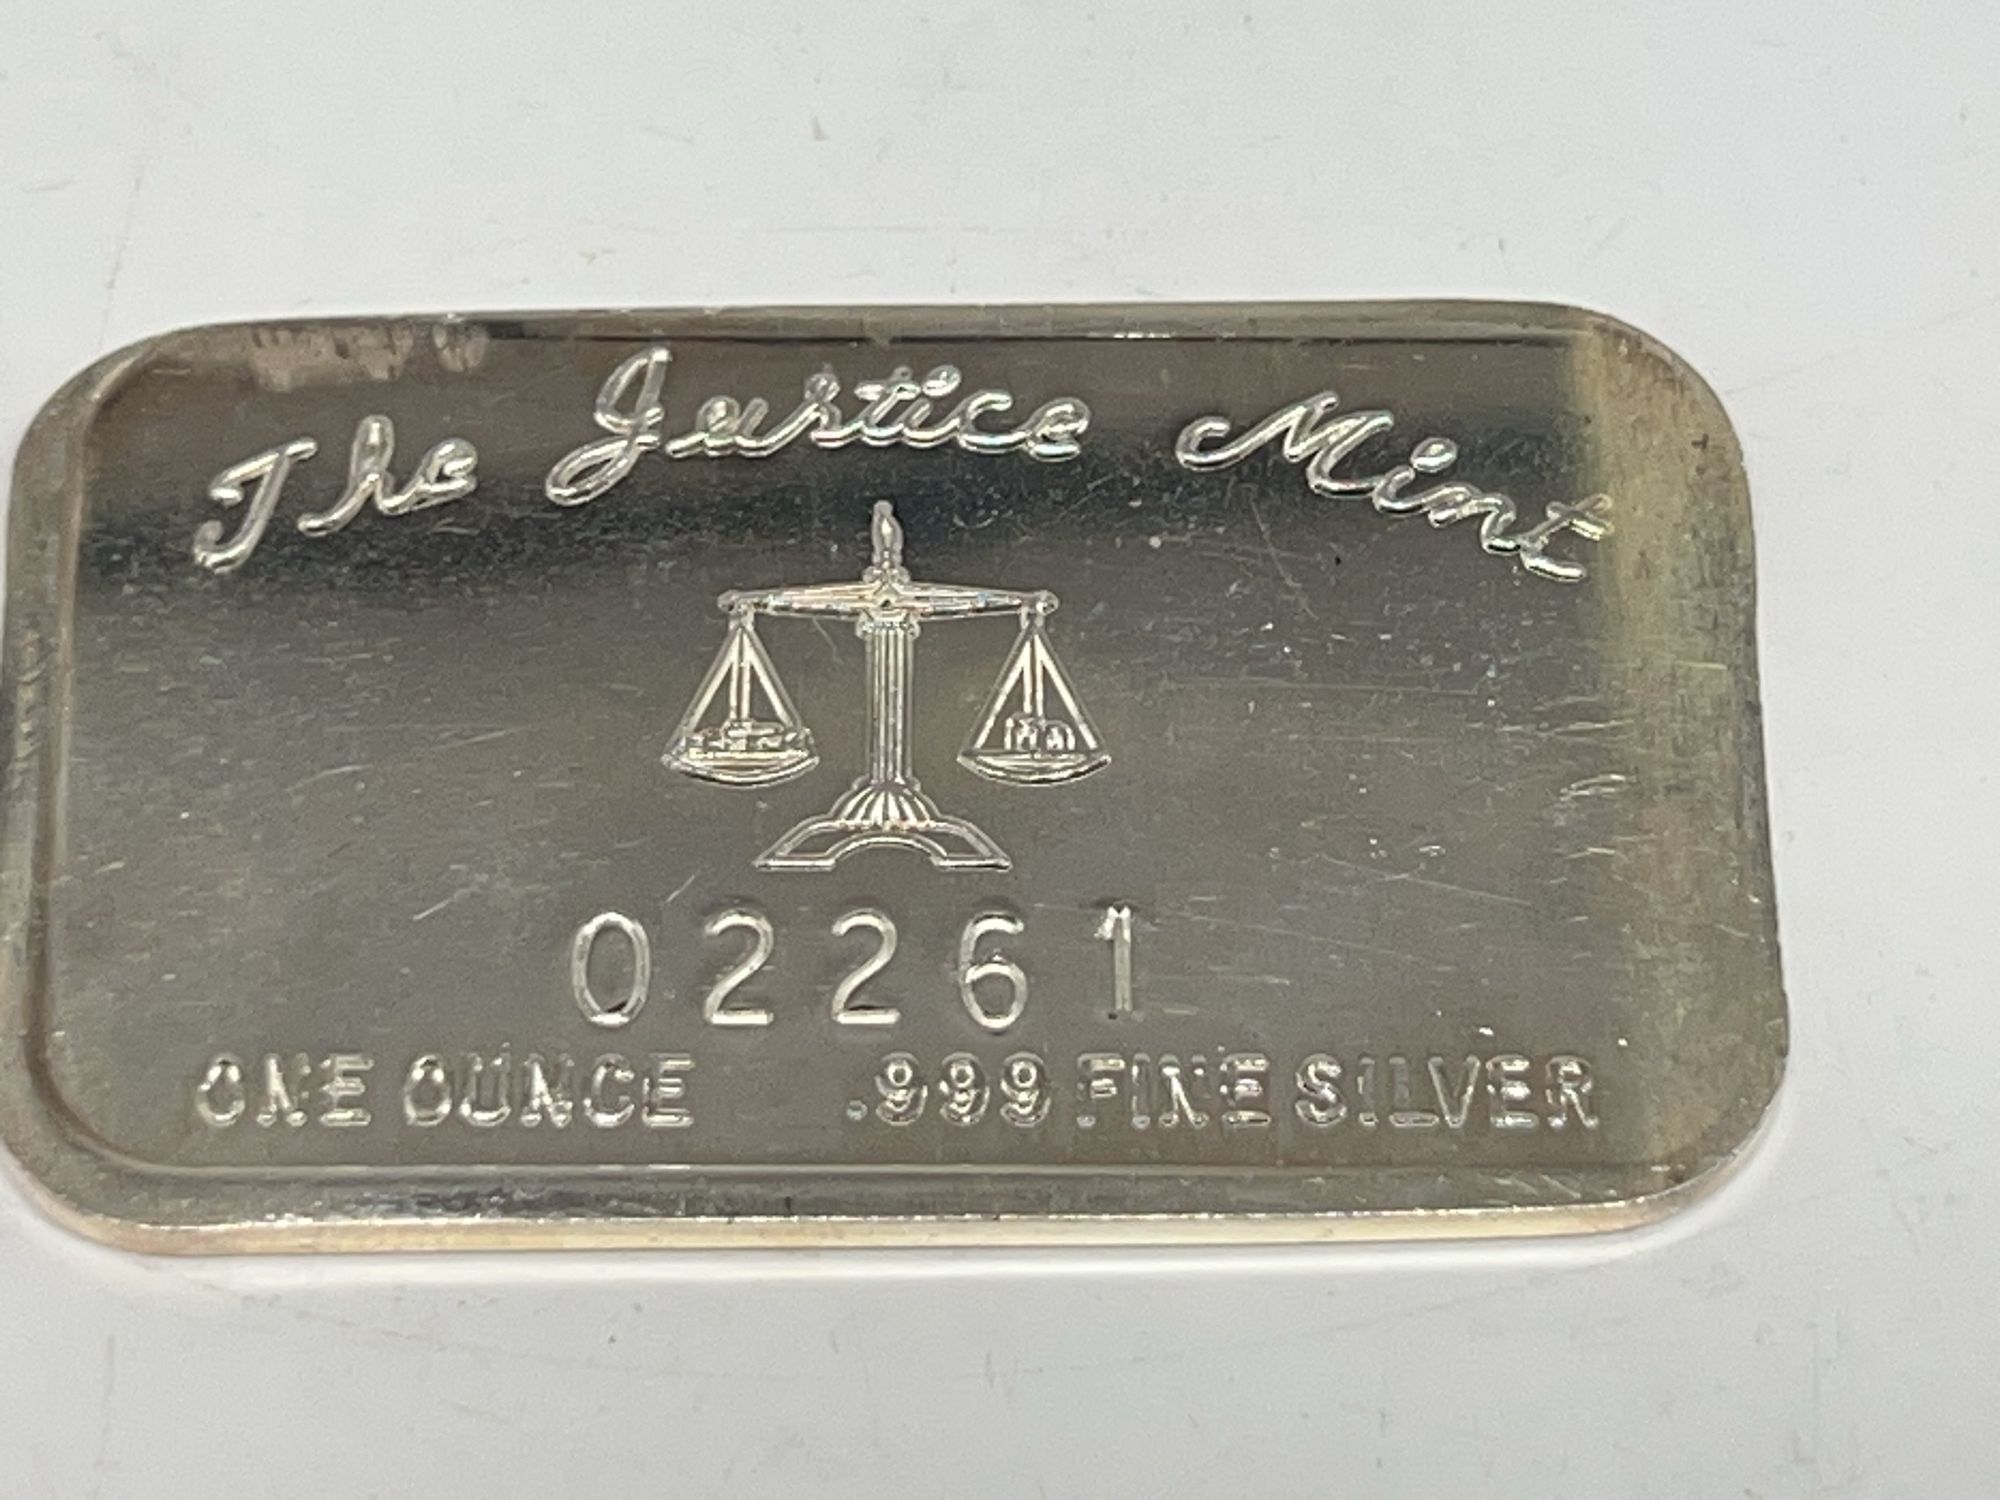 The Justice Mint
02261
ONE OUNCE .999 FINE SILVER